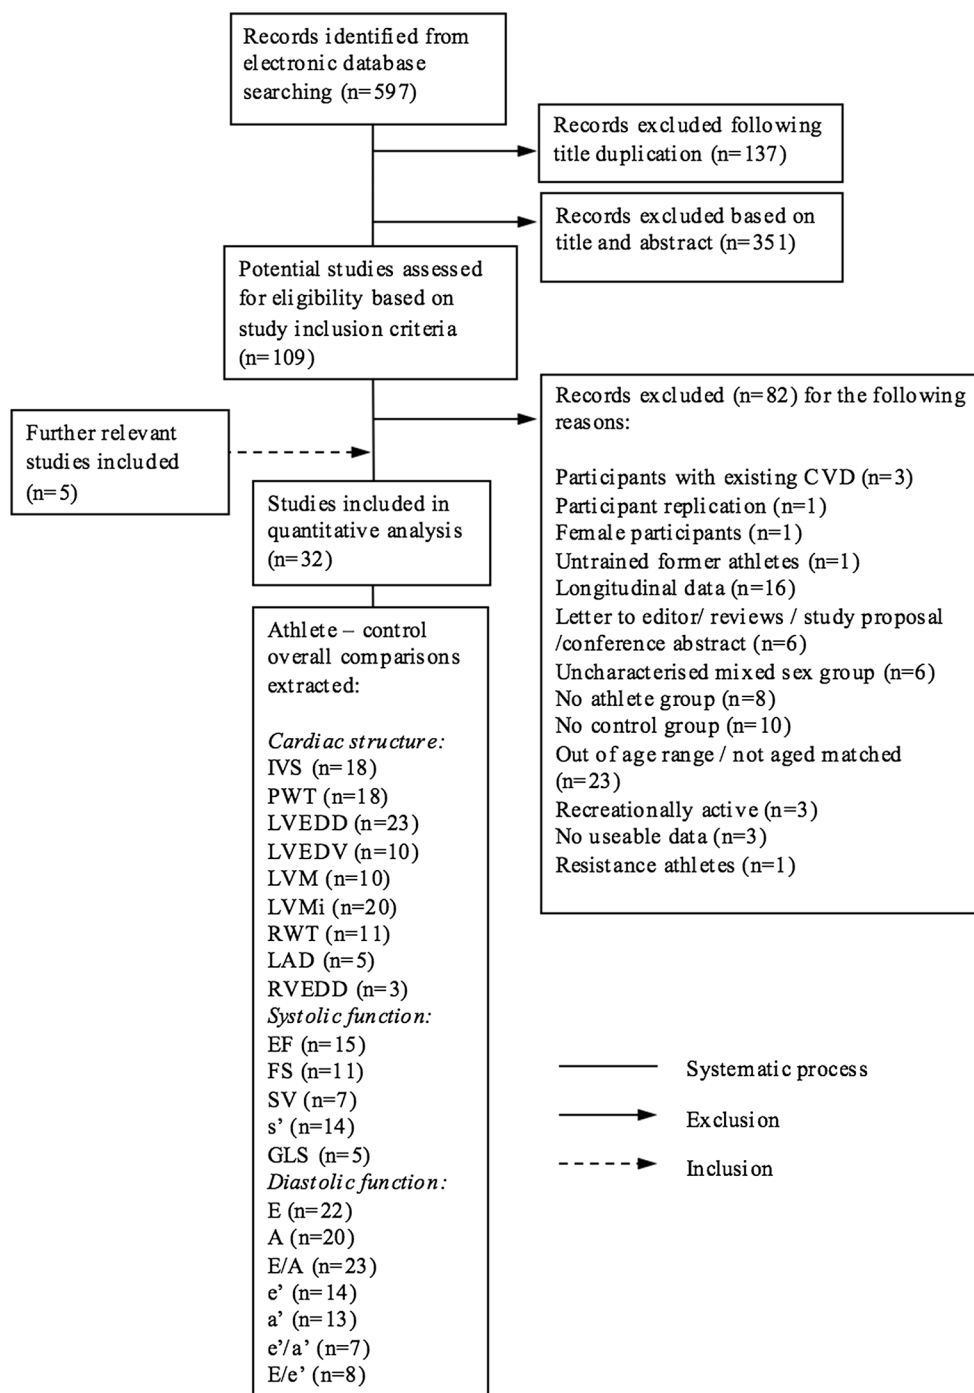 Records identified from
electronic database
searching (n=597)
Records excluded following
title duplication (n=137)
Records excluded based on
title and abstract (n=351)
Potential studies assessed
for eligibility based on
study inclusion criteria
(n=109)
Records excluded (n=82) for the following
reasons:
Participants with existing CVD (n=3)
Participant replication (n=1)
Female participants (n=1)
Untrained former athletes (n=1)
Longitudinal data (n=16)
Letter to editor/ reviews / study proposal
/conference abstract (n=6)
Uncharacterised mixed sex group (n=6)
No athlete group (n=8)
No control group (n=10)
Out of age range / not aged matched
(n=23)
Recreationally active (n=3)
No useable data (n=3)
Resistance athletes (n=1)
Further relevant
studies included
(n=5)
Studies included in
quantitative analysis
(n=32)
Athlete – control
overall comparisons
extracted:
Cardiac structure:
IVS (n=18)
PWT (n=18)
LVEDD (n=23)
LVEDV (n=10)
LVM (n=10)
LVMi (n=20)
RWT (n=11)
LAD (n=5)
RVEDD (n=3)
Systolic function:
EF (n=15)
FS (n=11)
SV (n=7)
s’ (n=14)
GLS (n=5)
Diastolic function:
E (n=22)
A (n=20)
E/A (n=23)
e’ (n=14)
a’ (n=13)
e’/a’ (n=7)
E/e’ (n=8)
Systematic process
Exclusion
Inclusion